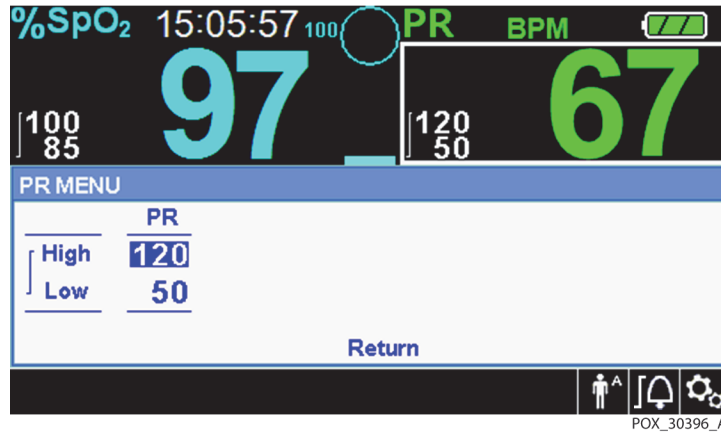 %SpO₂ 15:05:57 100 PR BPM
97 67
100 120
85 50
PR MENU
PR
High 120
Low 50
Return
A
POX_30396_A